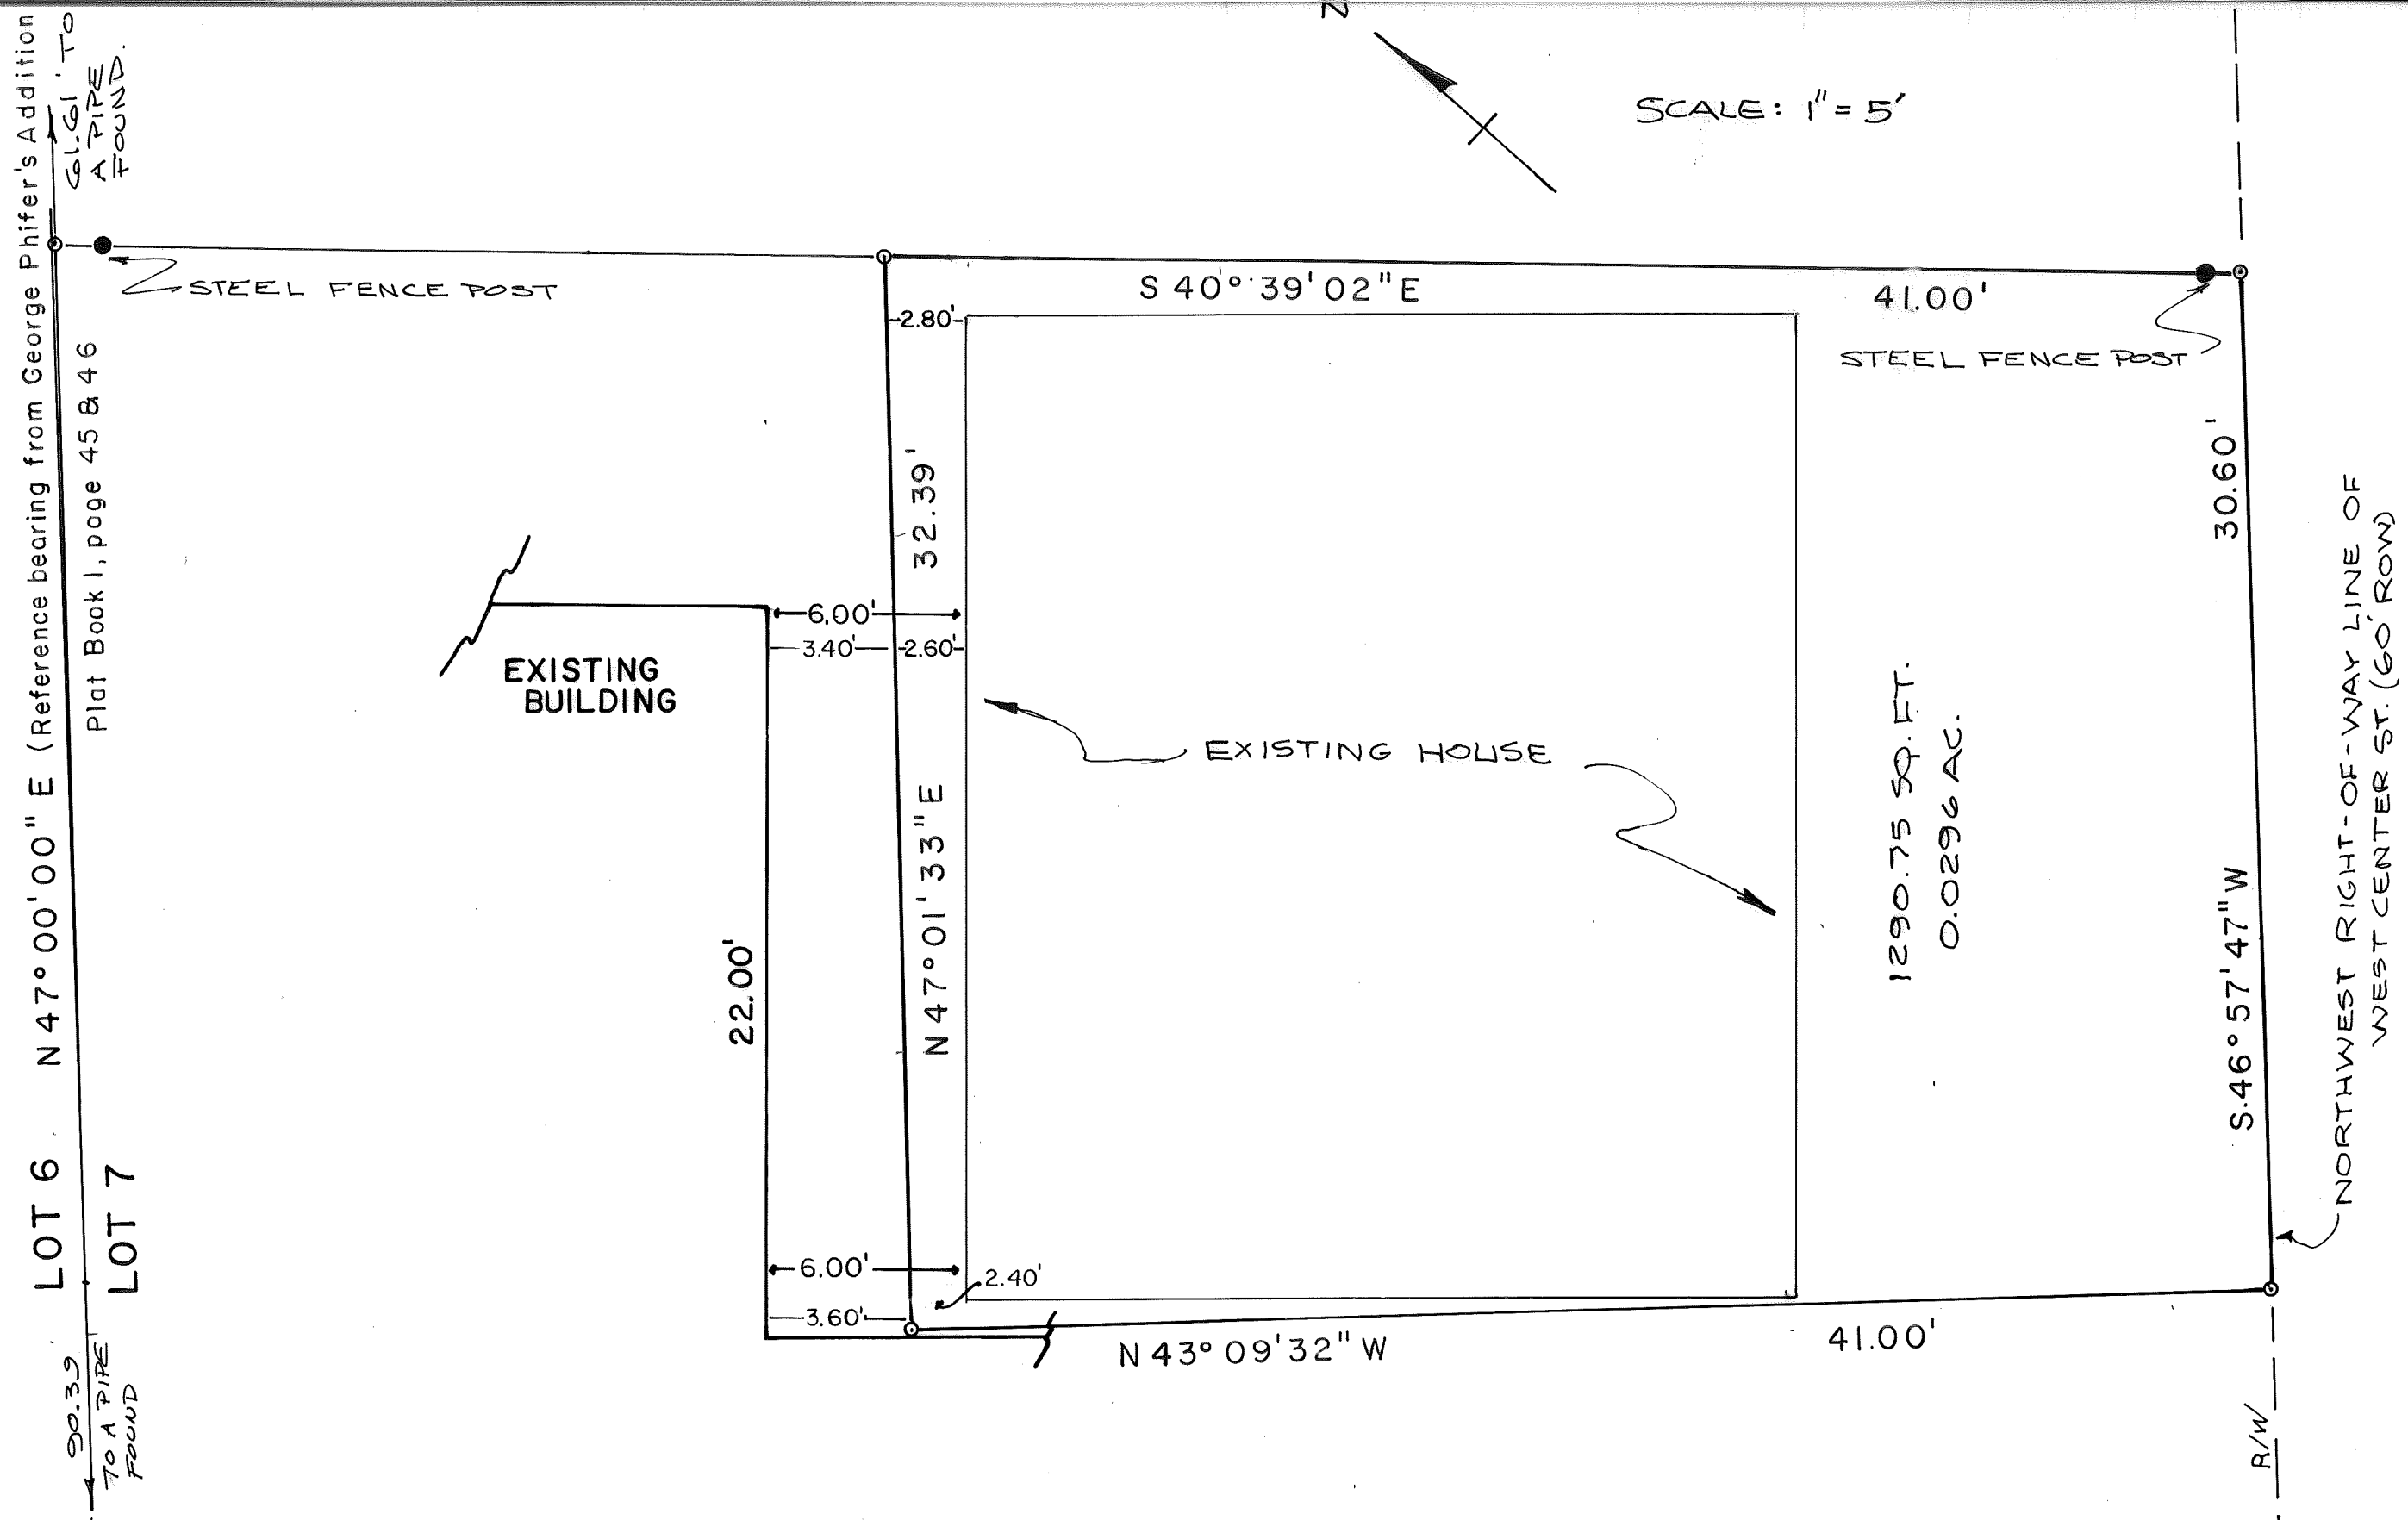 N
SCALE: 1" = 5'
61.61' TO
A PIPE
FOUND.
N 47° 00' 00" E (Reference bearing from George Phifer's Addition
Plat Book 1, page 45 & 46
STEEL FENCE POST
S 40° 39' 02" E
41.00'
STEEL FENCE POST
2.80'
32.39'
N 47° 01' 33" E
30.60'
S. 46° 57' 47" W
6.00'
3.40'
2.60'
EXISTING
BUILDING
22.00'
EXISTING HOUSE
1290.75 SQ. FT.
0.0296 AC.
NORTHWEST RIGHT-OF-WAY LINE OF
WEST CENTER ST. (60' ROW)
LOT 6
LOT 7
6.00'
2.40'
3.60'
N 43° 09' 32" W
41.00'
90.39
TO A PIPE
FOUND
R/W